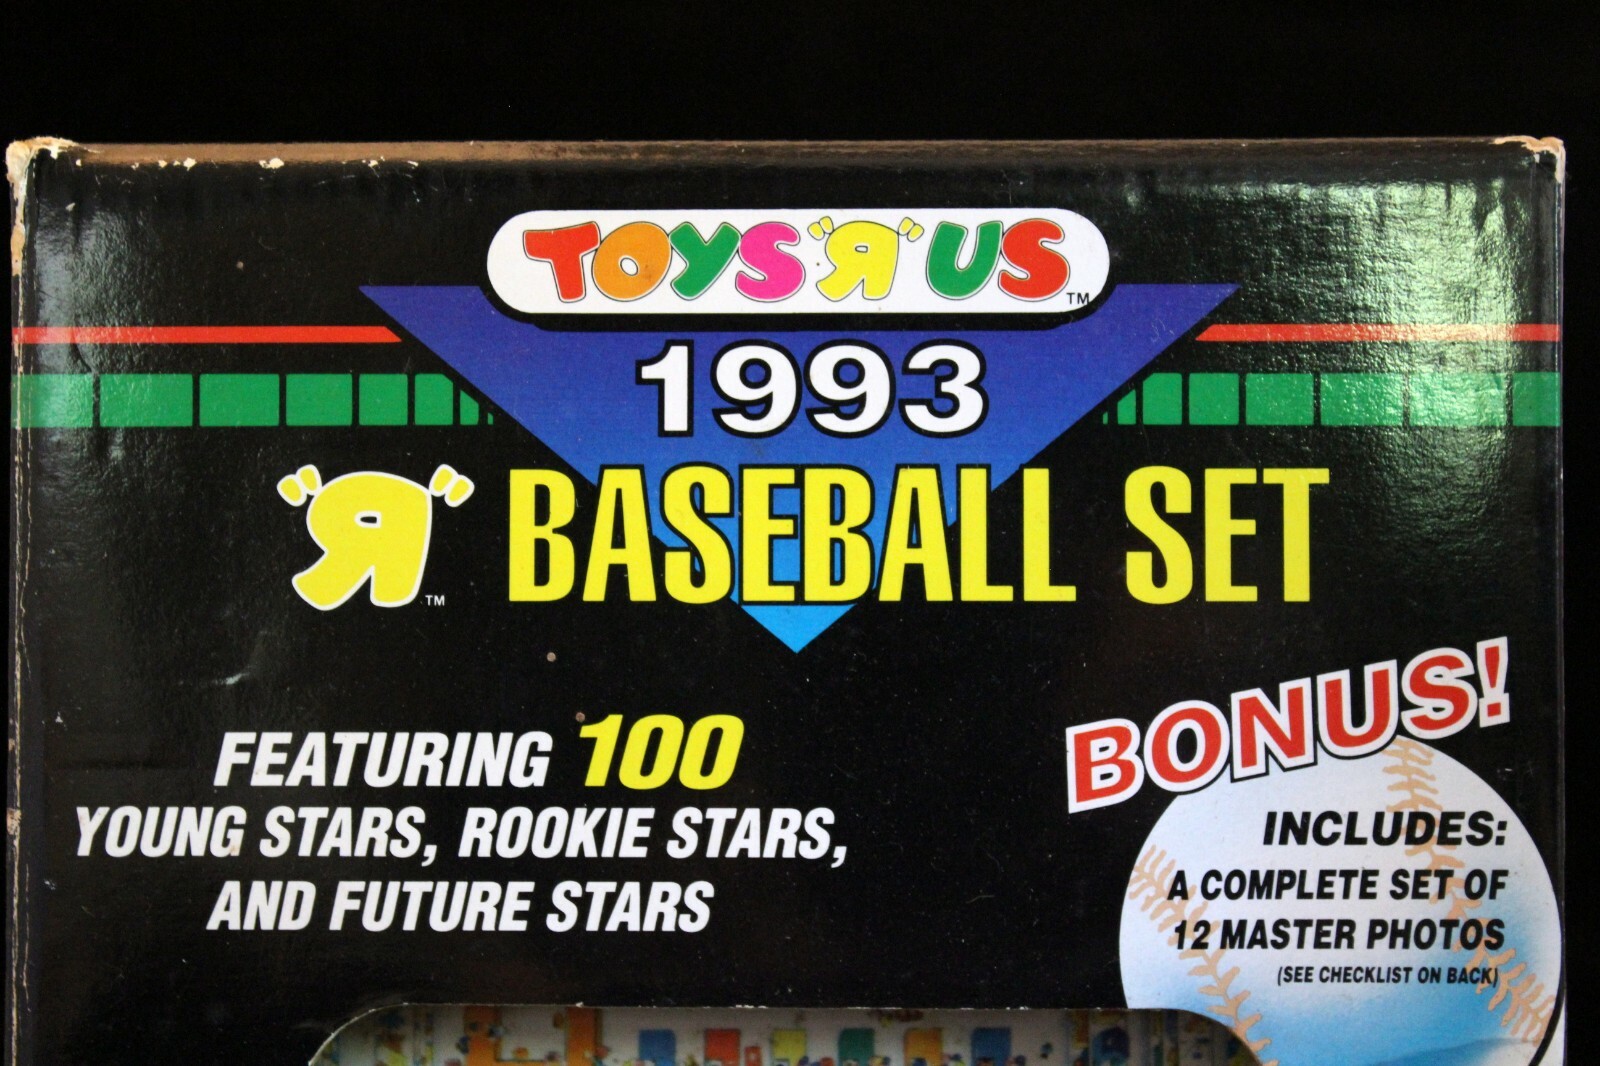 TOYS "R" US TM
1993
"R" TM BASEBALL SET
FEATURING 100
YOUNG STARS, ROOKIE STARS,
AND FUTURE STARS
BONUS!
INCLUDES:
A COMPLETE SET OF
12 MASTER PHOTOS
(SEE CHECKLIST ON BACK)